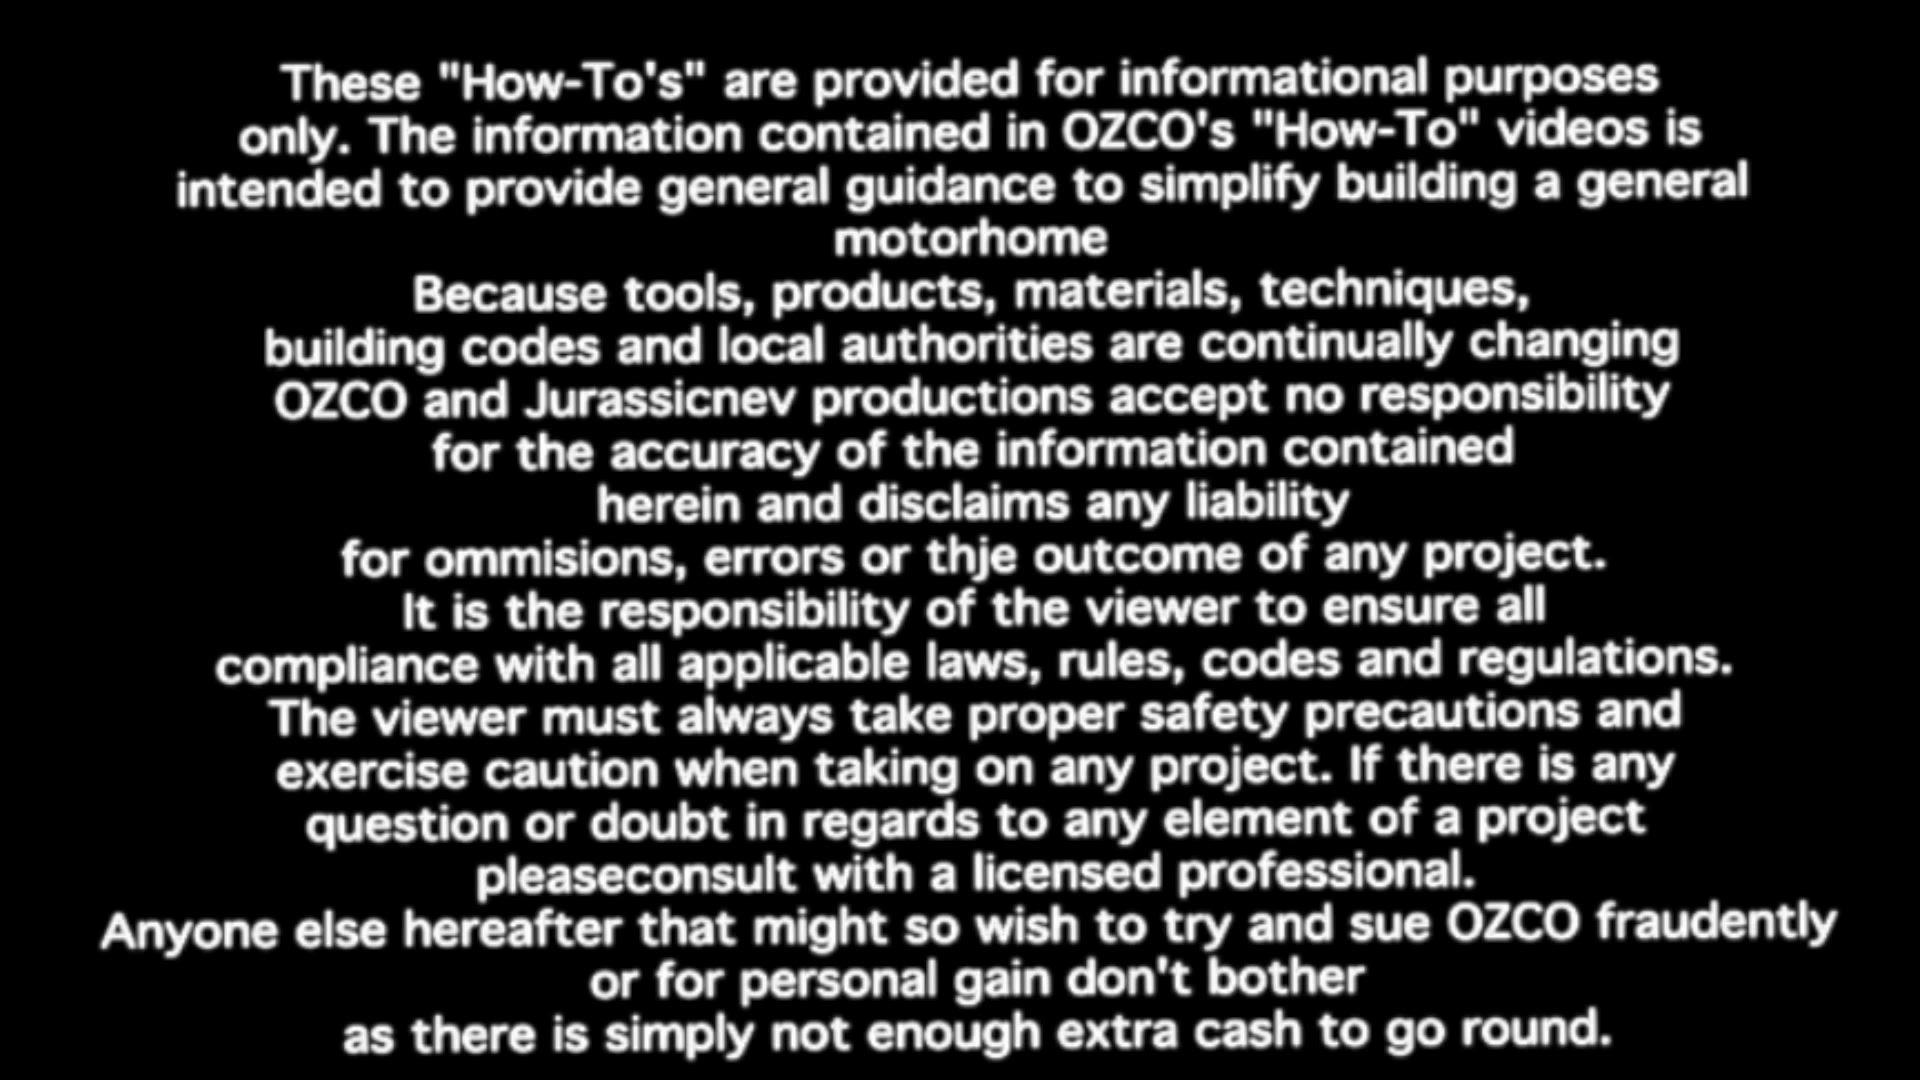 These "How-To's" are provided for informational purposes
only. The information contained in OZCO's "How-To" videos is
intended to provide general guidance to simplify building a general
motorhome
Because tools, products, materials, techniques,
building codes and local authorities are continually changing
OZCO and Jurassicnev productions accept no responsibility
for the accuracy of the information contained
herein and disclaims any liability
for ommisions, errors or thje outcome of any project.
It is the responsibility of the viewer to ensure all
compliance with all applicable laws, rules, codes and regulations.
The viewer must always take proper safety precautions and
exercise caution when taking on any project. If there is any
question or doubt in regards to any element of a project
pleaseconsult with a licensed professional.
Anyone else hereafter that might so wish to try and sue OZCO fraudently
or for personal gain don't bother
as there is simply not enough extra cash to go round.